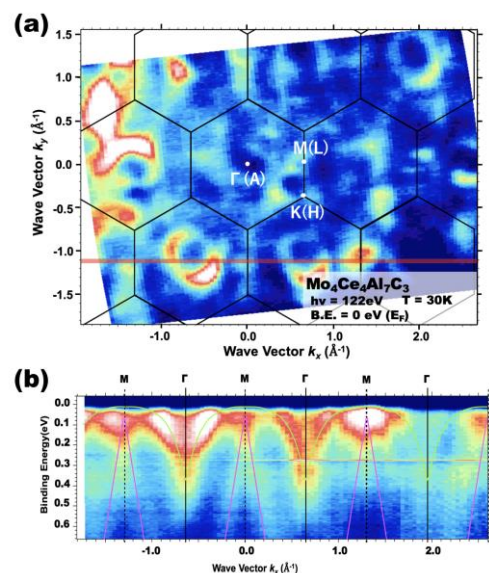 (a)
1.5
1.0
0.5
0.0
-0.5
-1.0
-1.5
Wave Vector ky (Å-1)
M(L)
Γ(A)
K(H)
Mo4Ce4Al7C3
hν = 122eV T = 30K
B.E. = 0 eV (EF)
-1.0 0.0 1.0 2.0
Wave Vector kx (Å-1)
(b)
M Γ M Γ M Γ
0.0
0.1
0.2
0.3
0.4
0.5
0.6
Binding Energy(eV)
-1.0 0.0 1.0 2.0
Wave Vector kx (Å-1)